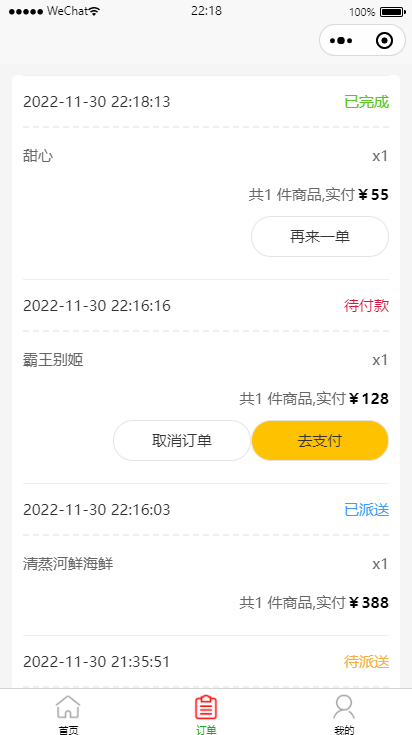 WeChat 22:18 100%
2022-11-30 22:18:13 已完成
甜心 x1
共1 件商品,实付￥55
再来一单
2022-11-30 22:16:16 待付款
霸王别姬 x1
共1 件商品,实付￥128
取消订单 去支付
2022-11-30 22:16:03 已派送
清蒸河鲜海鲜 x1
共1 件商品,实付￥388
2022-11-30 21:35:51 待派送
首页 订单 我的